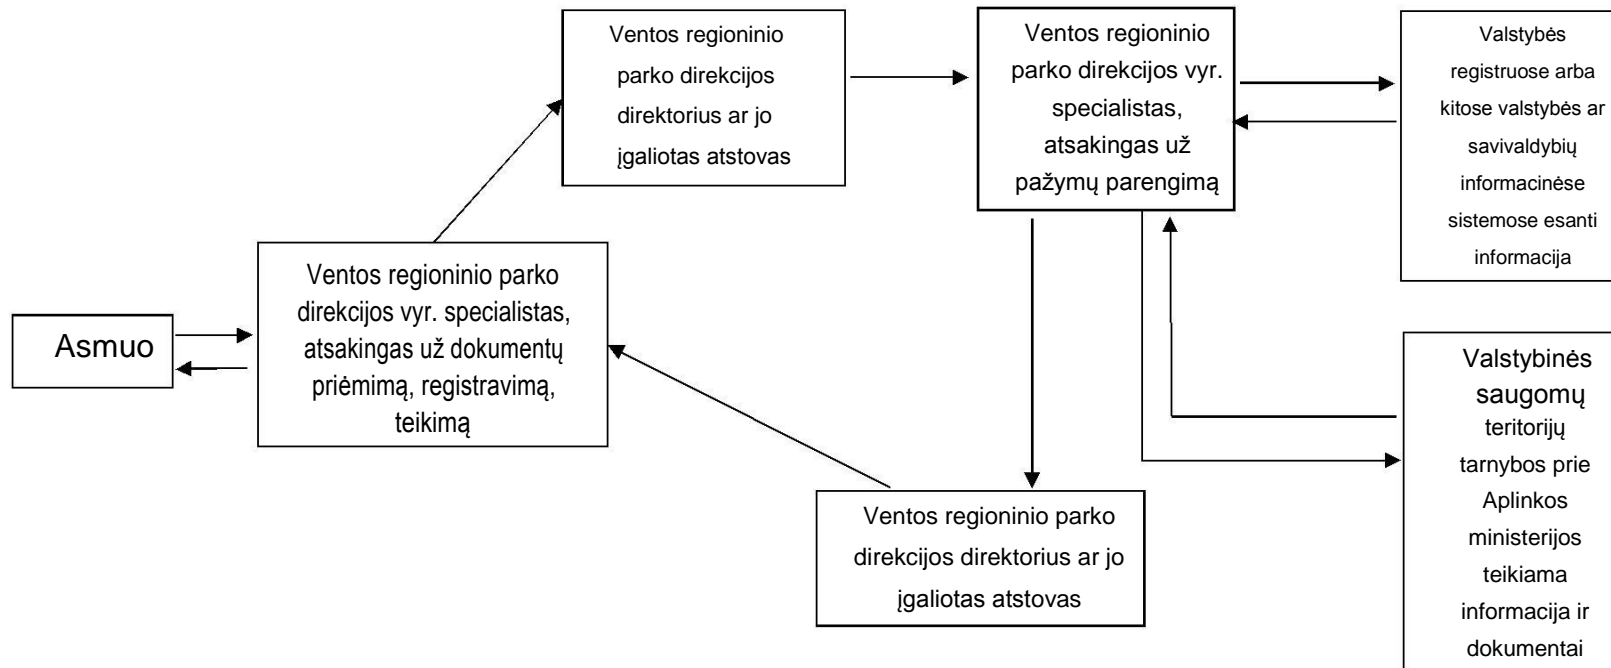 Asmuo
Ventos regioninio parko
direkcijos vyr. specialistas,
atsakingas už dokumentų
priėmimą, registravimą,
teikimą
Ventos regioninio
parko direkcijos
direktorius ar jo
įgaliotas atstovas
Ventos regioninio
parko direkcijos vyr.
specialistas,
atsakingas už
pažymų parengimą
Valstybės
registruose arba
kitose valstybės ar
savivaldybių
informacinėse
sistemose esanti
informacija
Valstybinės
saugomų
teritorijų
tarnybos prie
Aplinkos
ministerijos
teikiama
informacija ir
dokumentai
Ventos regioninio parko
direkcijos direktorius ar jo
įgaliotas atstovas